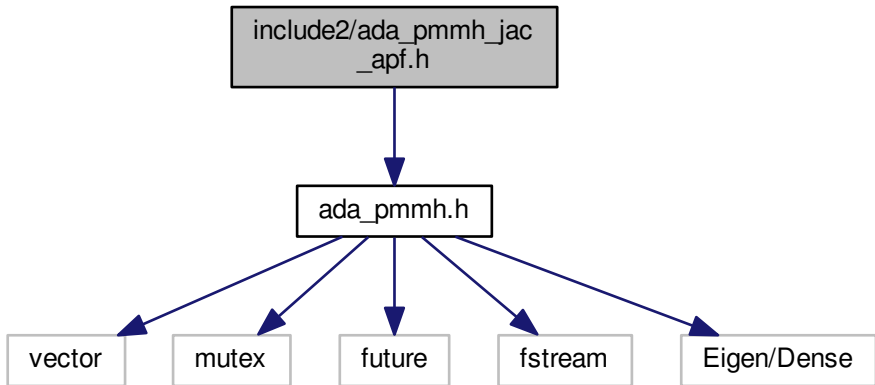 include2/ada_pmmh_jac
_apf.h
ada_pmmh.h
vector
mutex
future
fstream
Eigen/Dense